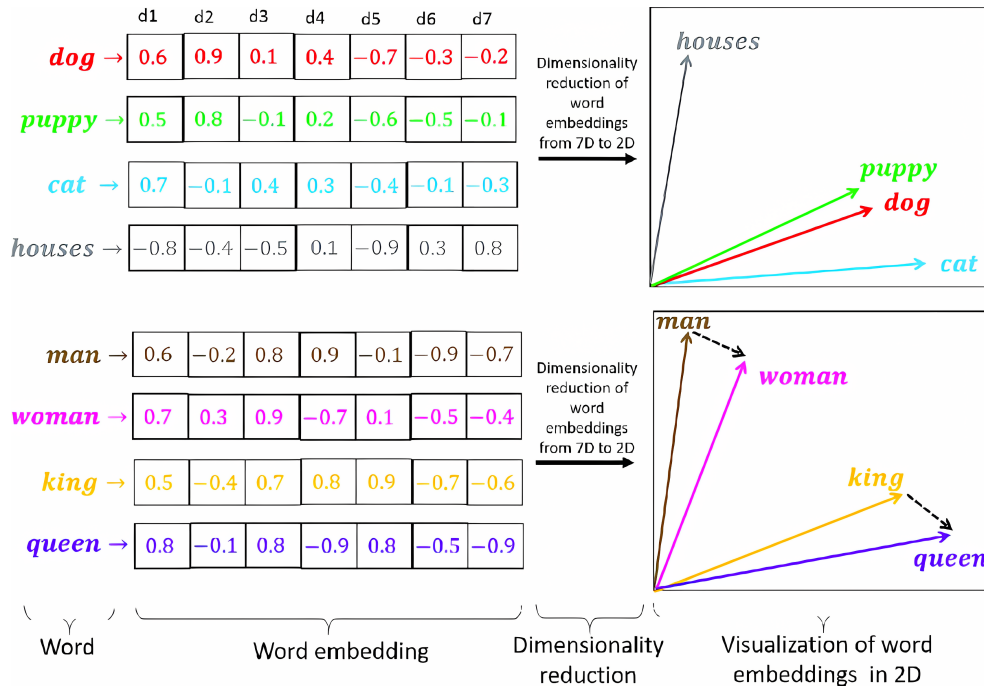 d1 d2 d3 d4 d5 d6 d7
dog → 0.6 0.9 0.1 0.4 −0.7 −0.3 −0.2
puppy → 0.5 0.8 −0.1 0.2 −0.6 −0.5 −0.1
cat → 0.7 −0.1 0.4 0.3 −0.4 −0.1 −0.3
houses → −0.8 −0.4 −0.5 0.1 −0.9 0.3 0.8
Dimensionality
reduction of
word
embeddings
from 7D to 2D
houses
puppy
dog
cat
man → 0.6 −0.2 0.8 0.9 −0.1 −0.9 −0.7
woman → 0.7 0.3 0.9 −0.7 0.1 −0.5 −0.4
king → 0.5 −0.4 0.7 0.8 0.9 −0.7 −0.6
queen → 0.8 −0.1 0.8 −0.9 0.8 −0.5 −0.9
Dimensionality
reduction of
word
embeddings
from 7D to 2D
man
woman
king
queen
Word
Word embedding
Dimensionality
reduction
Visualization of word
embeddings in 2D